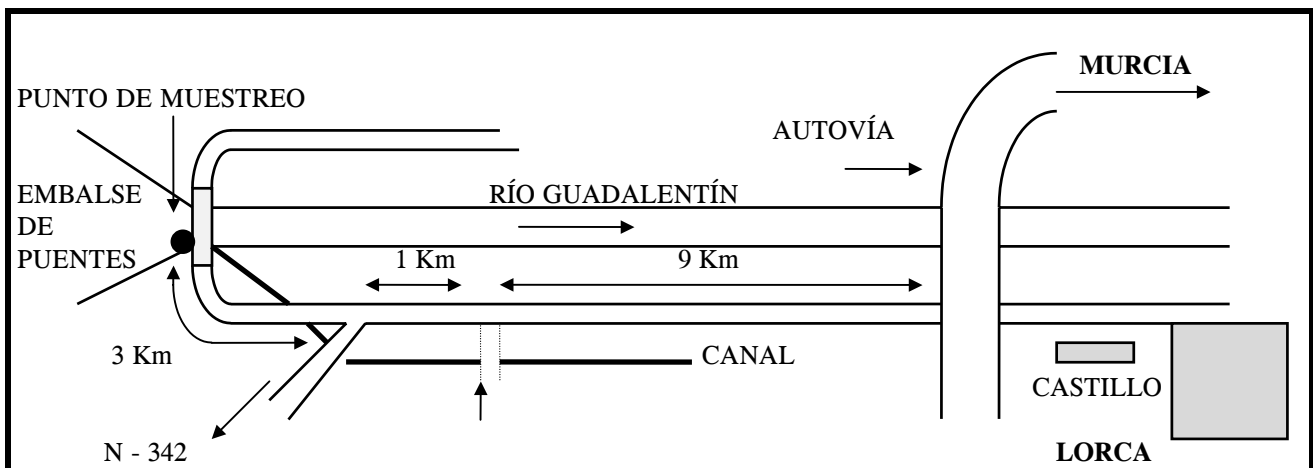 MURCIA
PUNTO DE MUESTREO
AUTOVÍA
EMBALSE
DE
PUENTES
RÍO GUADALENTÍN
1 Km
9 Km
3 Km
CANAL
CASTILLO
N - 342
LORCA